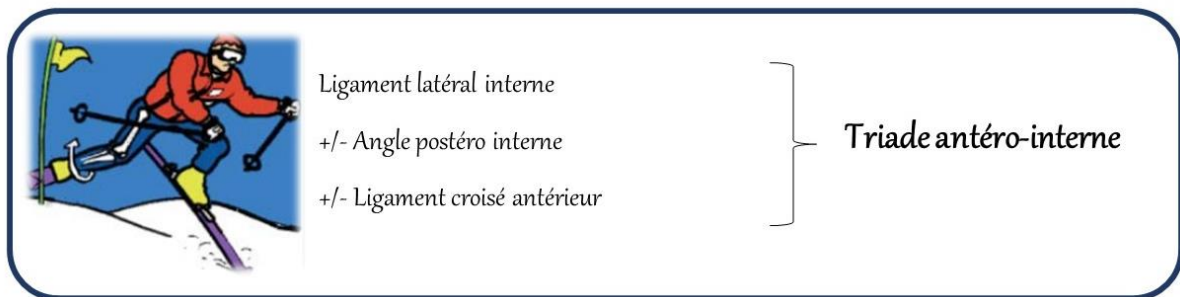 Ligament latéral interne
+/- Angle postéro interne
+/- Ligament croisé antérieur
Triade antéro-interne